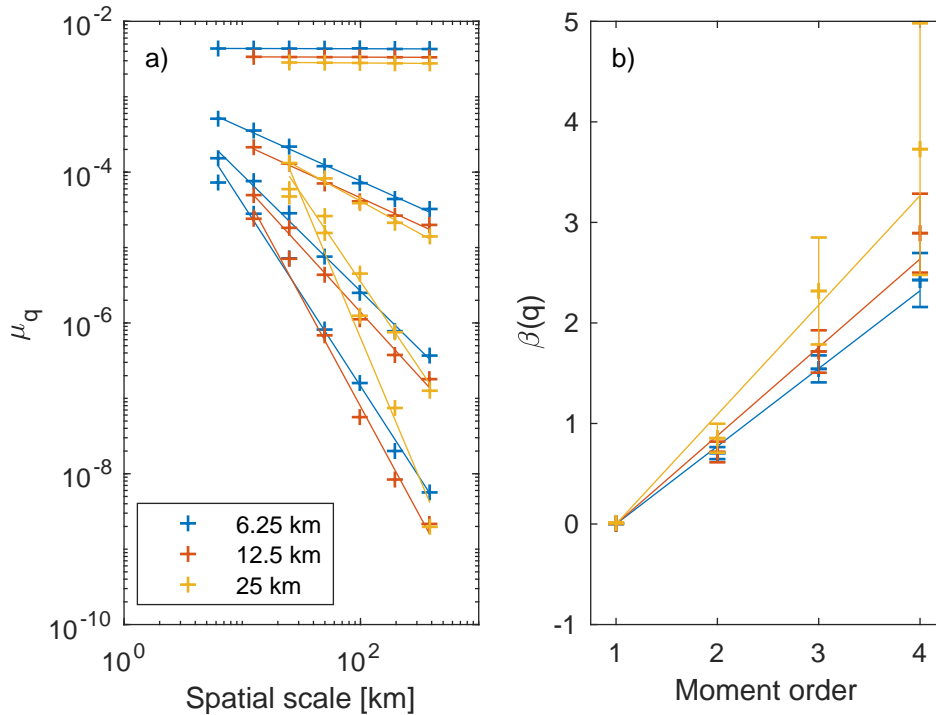 a)
10^-2
10^-4
10^-6
10^-8
10^-10
μ_q
10^0
10^2
Spatial scale [km]
6.25 km
12.5 km
25 km
b)
5
4
3
2
1
0
-1
β(q)
1 2 3 4
Moment order